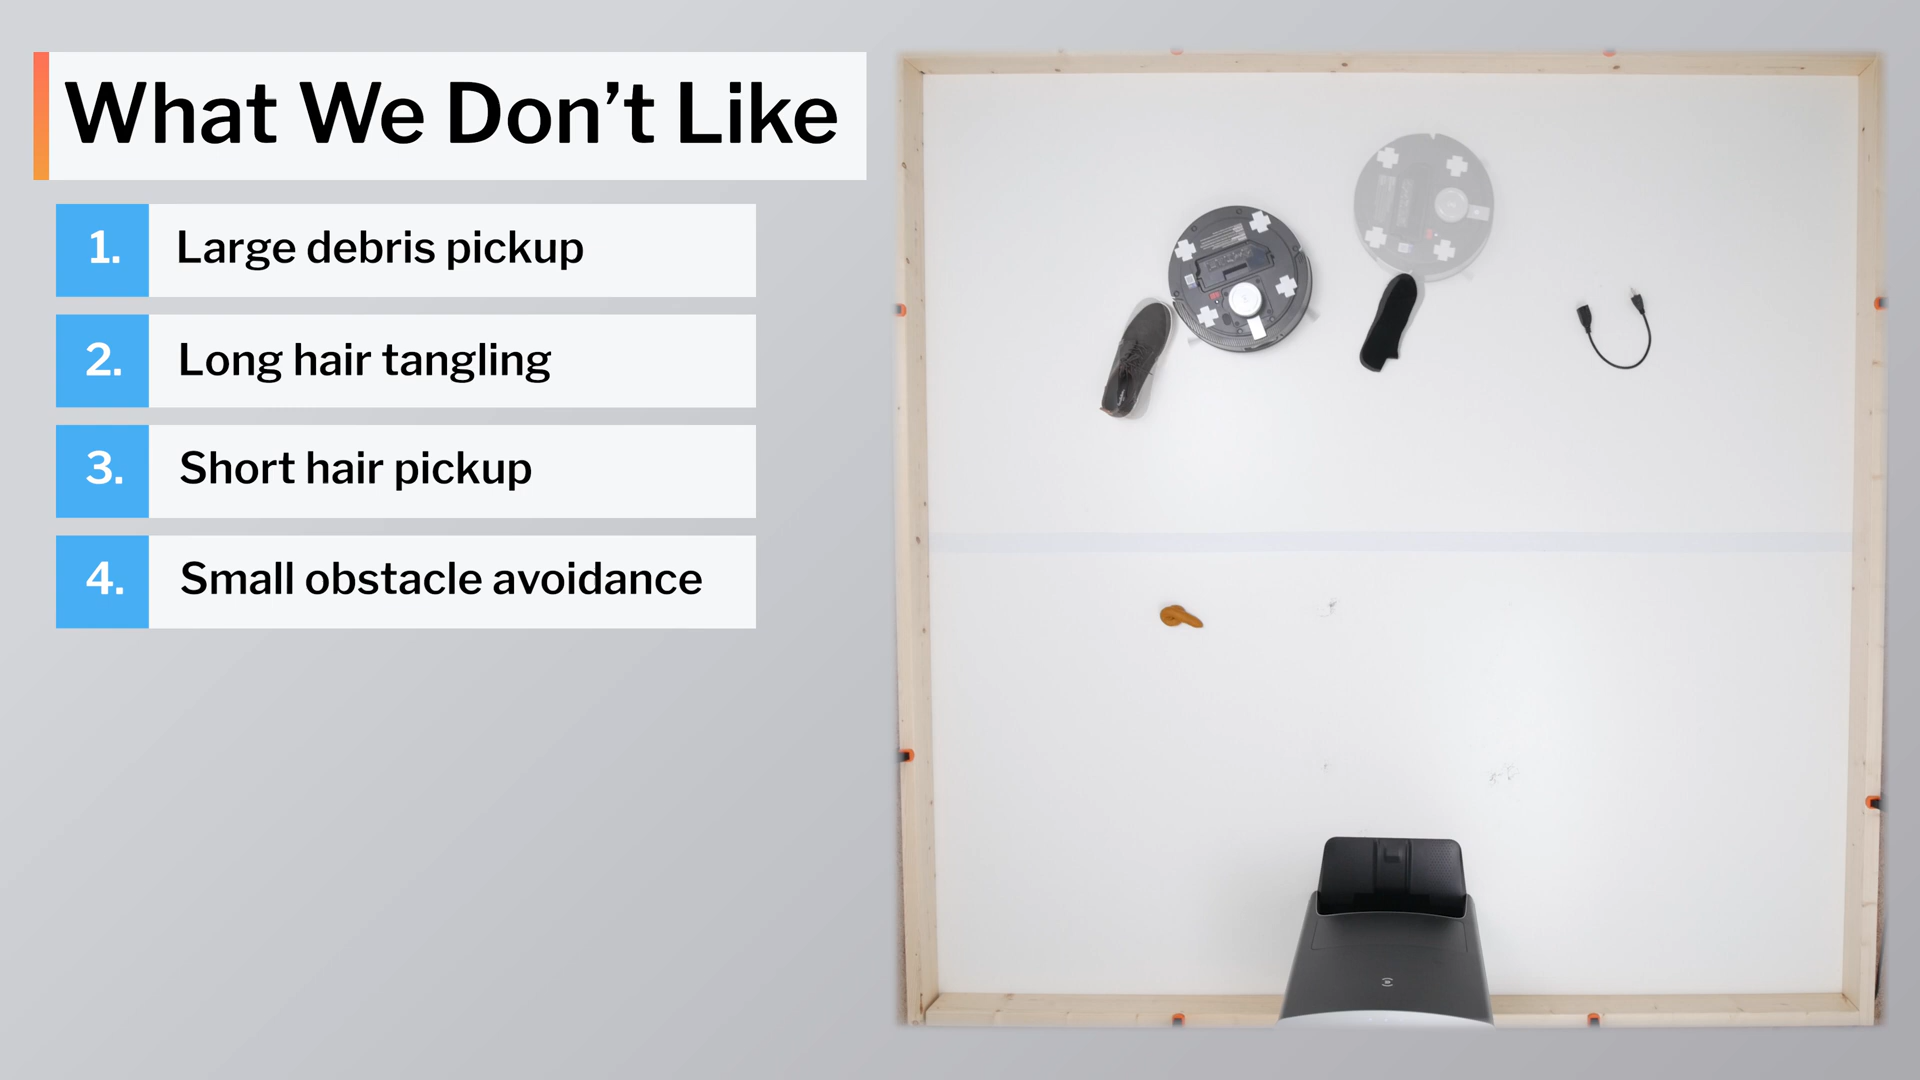 What We Don’t Like
1. Large debris pickup
2. Long hair tangling
3. Short hair pickup
4. Small obstacle avoidance